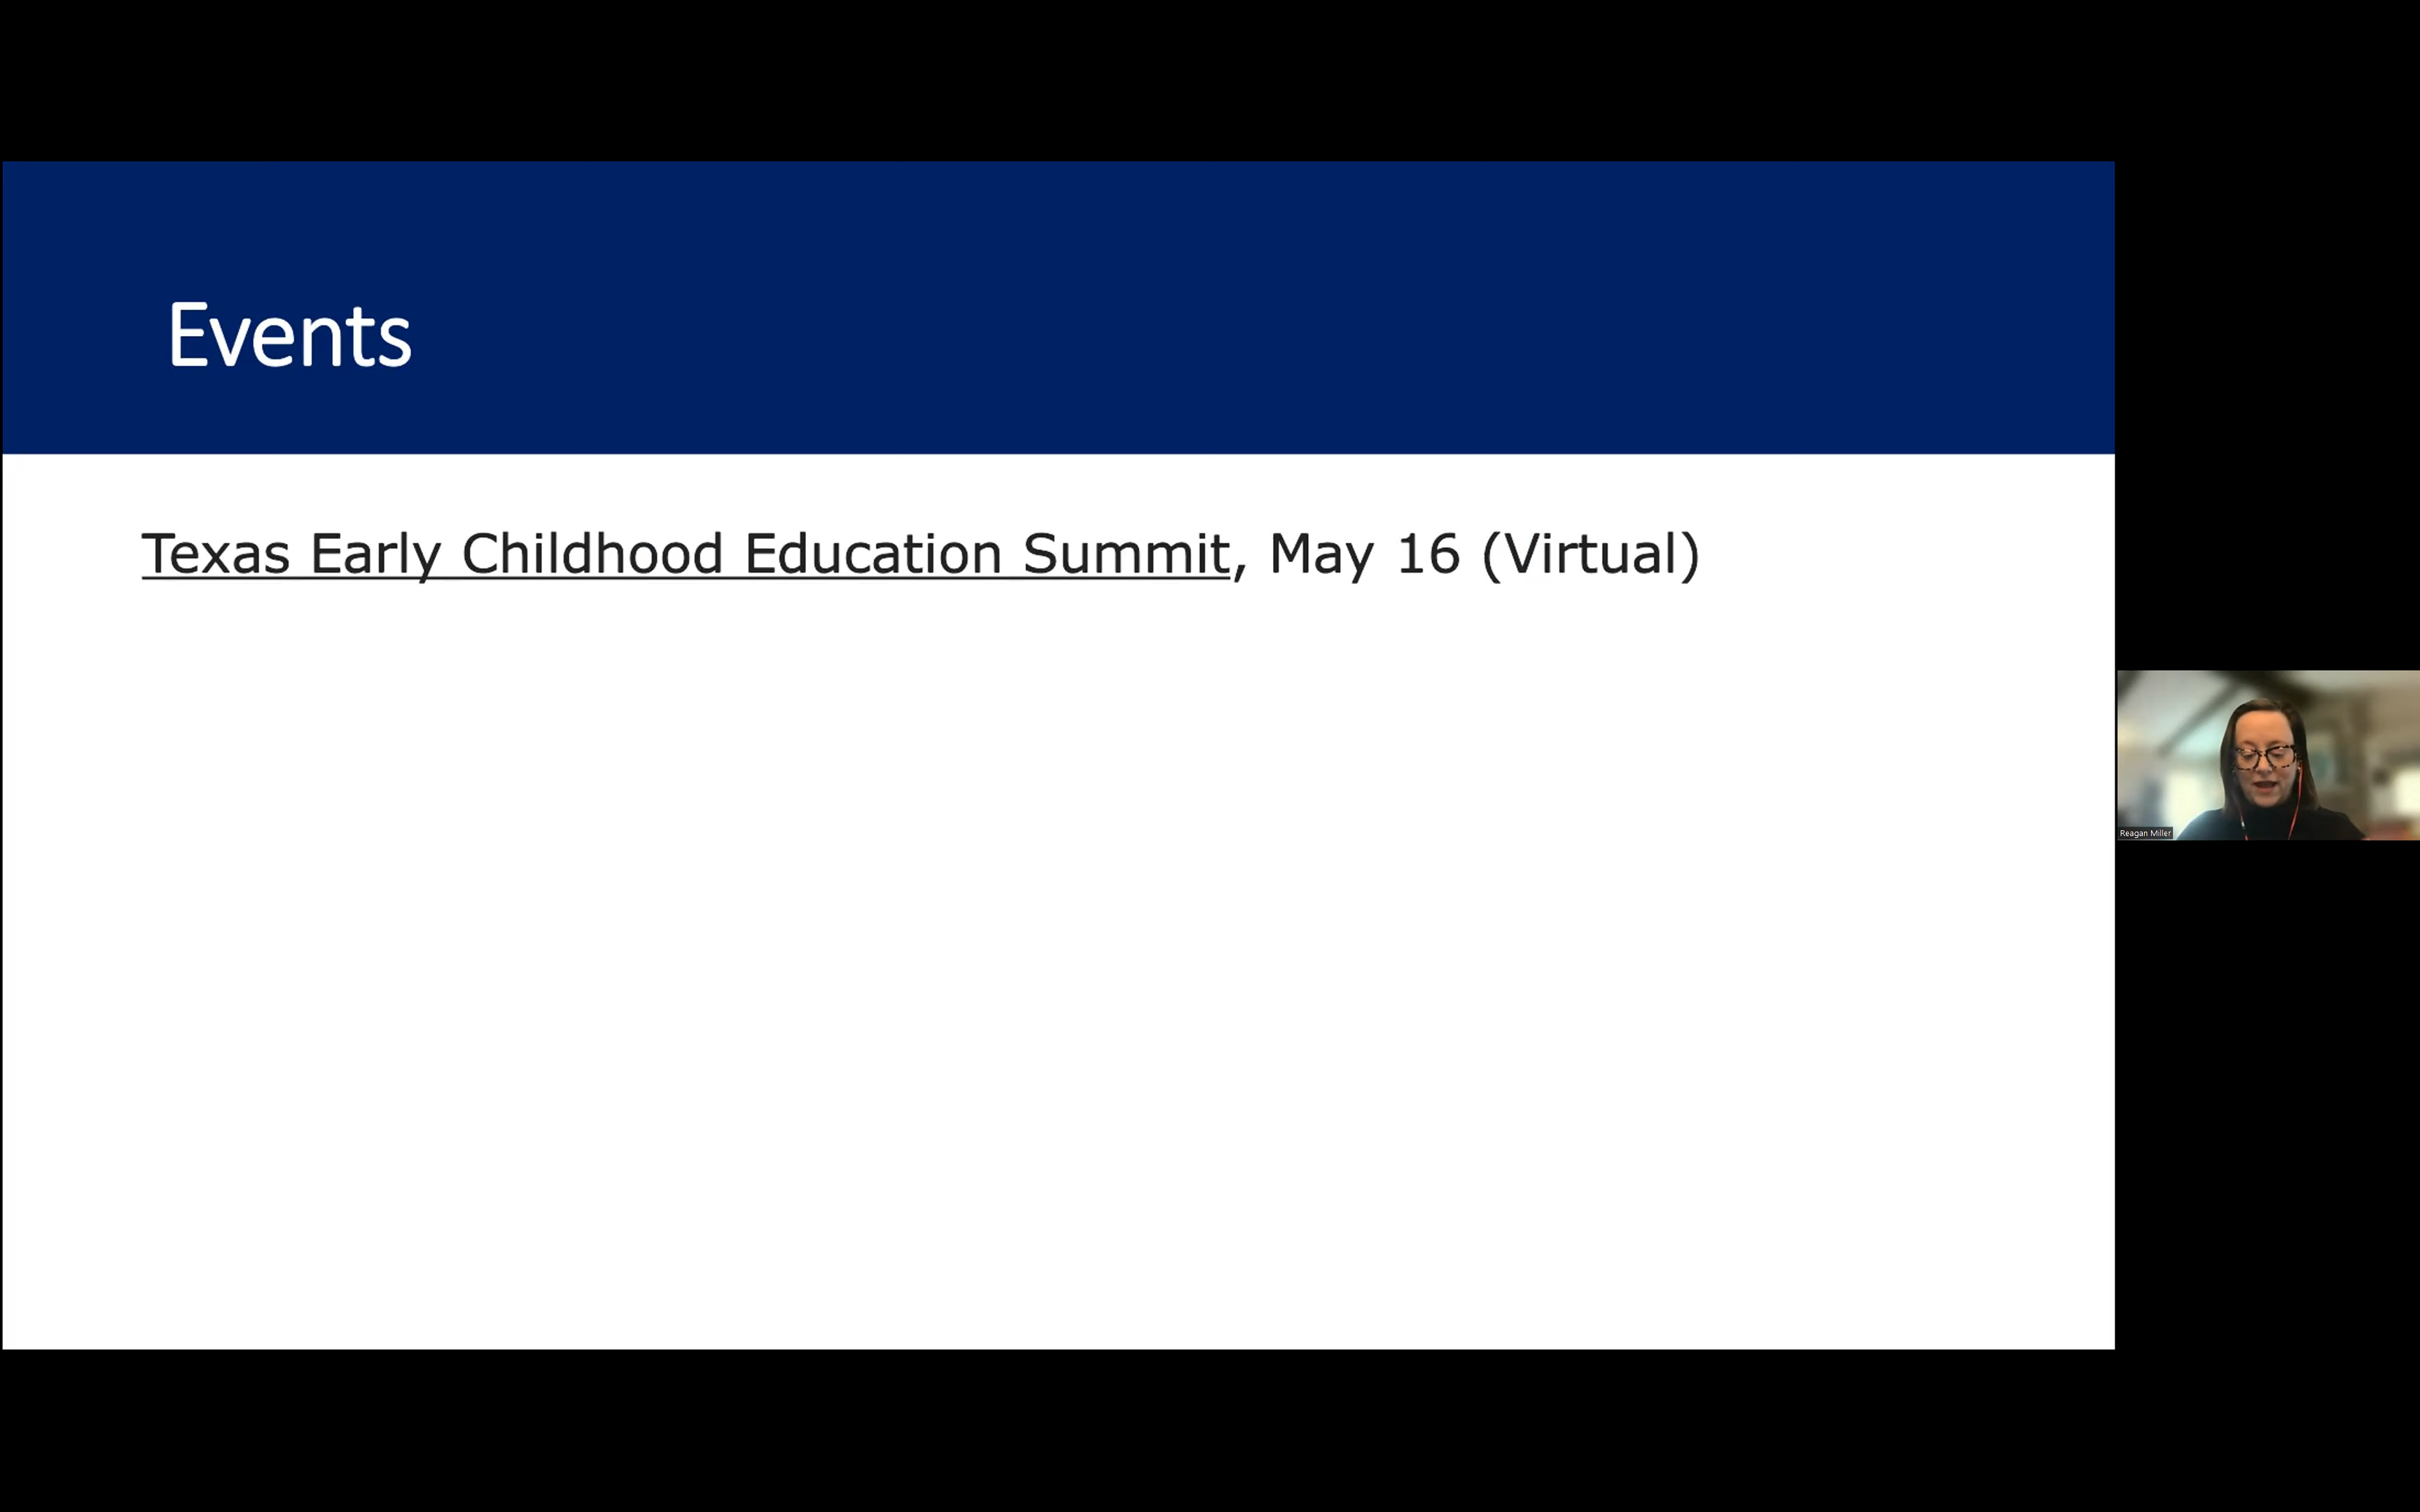 Events
Texas Early Childhood Education Summit, May 16 (Virtual)
Reagan Miller